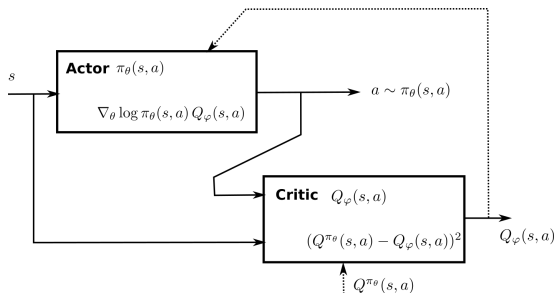 s
Actor π_θ(s, a)
∇_θ log π_θ(s, a) Q_φ(s, a)
a ∼ π_θ(s, a)
Critic Q_φ(s, a)
(Q^{π_θ}(s, a) − Q_φ(s, a))^2
Q_φ(s, a)
Q^{π_θ}(s, a)